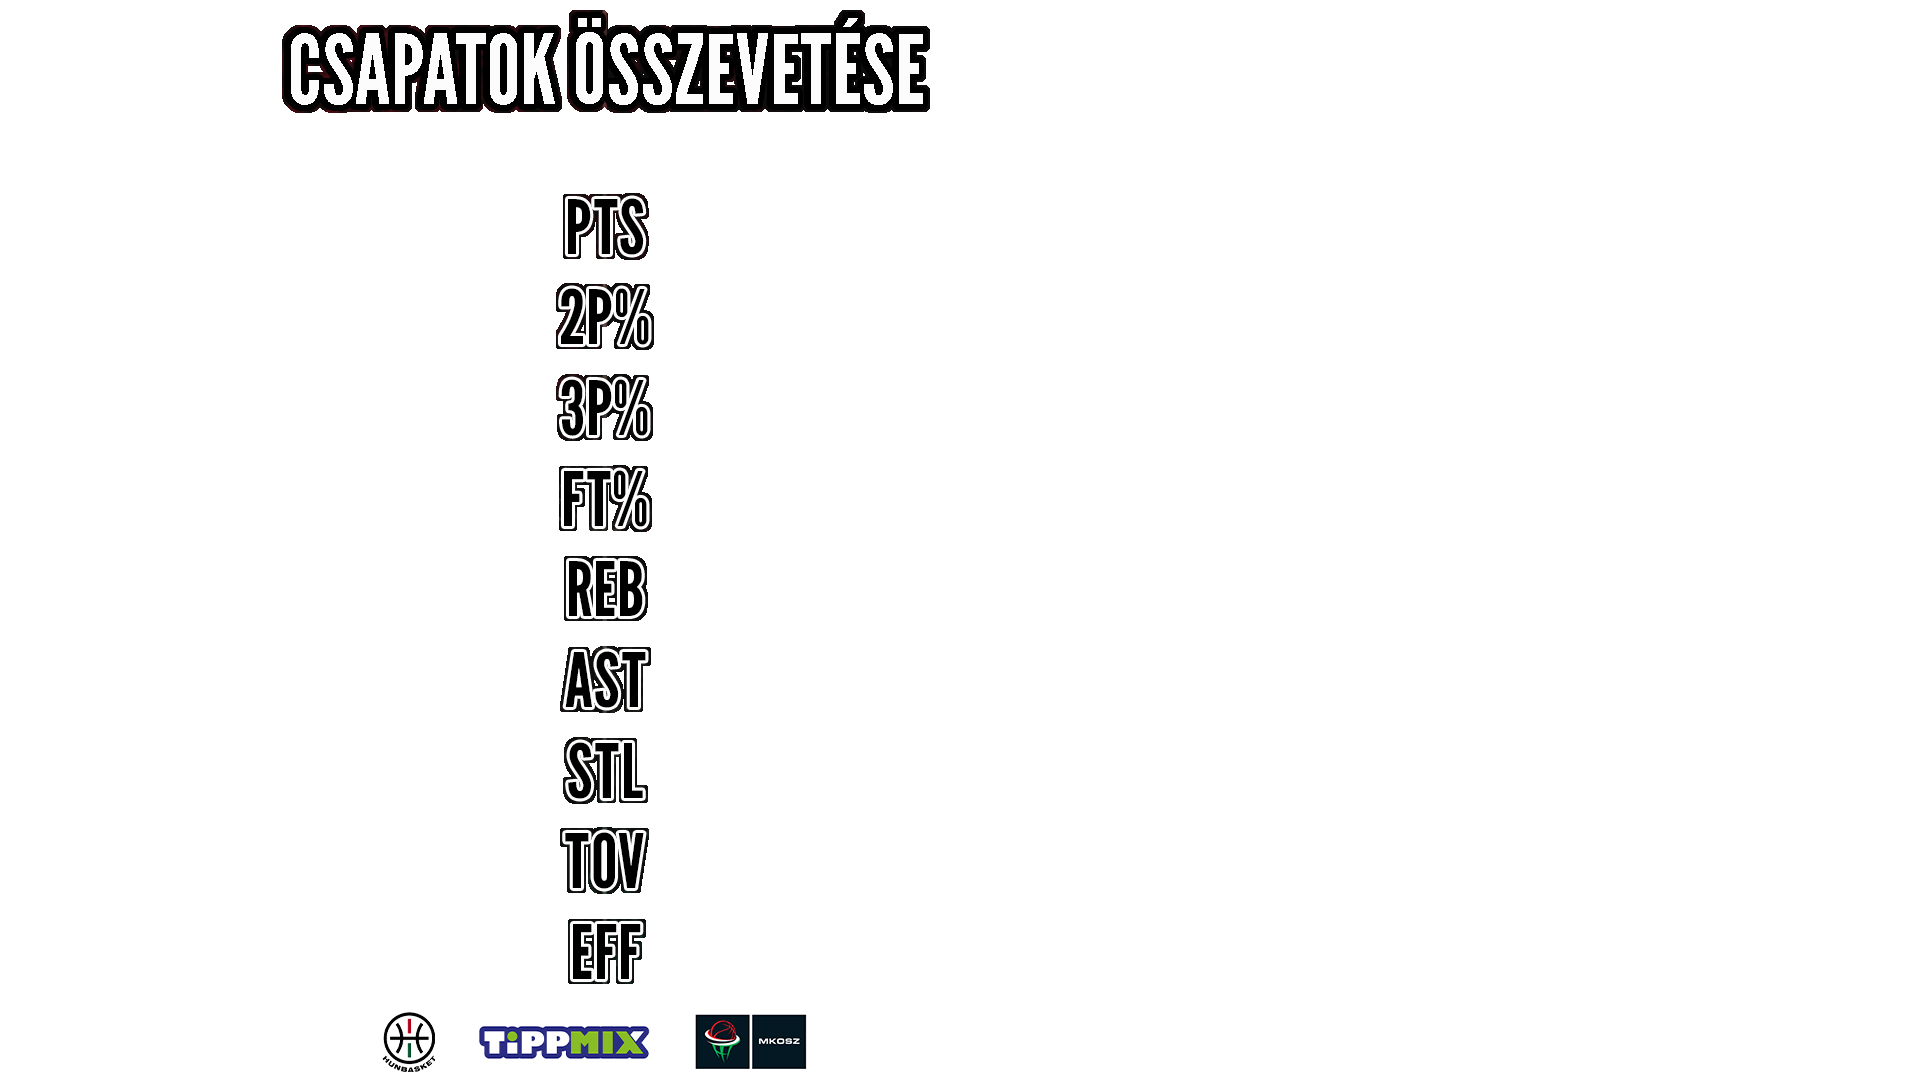 CSAPATOK ÖSSZEVETÉSE
PTS
2P%
3P%
FT%
REB
AST
STL
TOV
EFF
HUNBASKET
TiPPMIX
MKOSZ